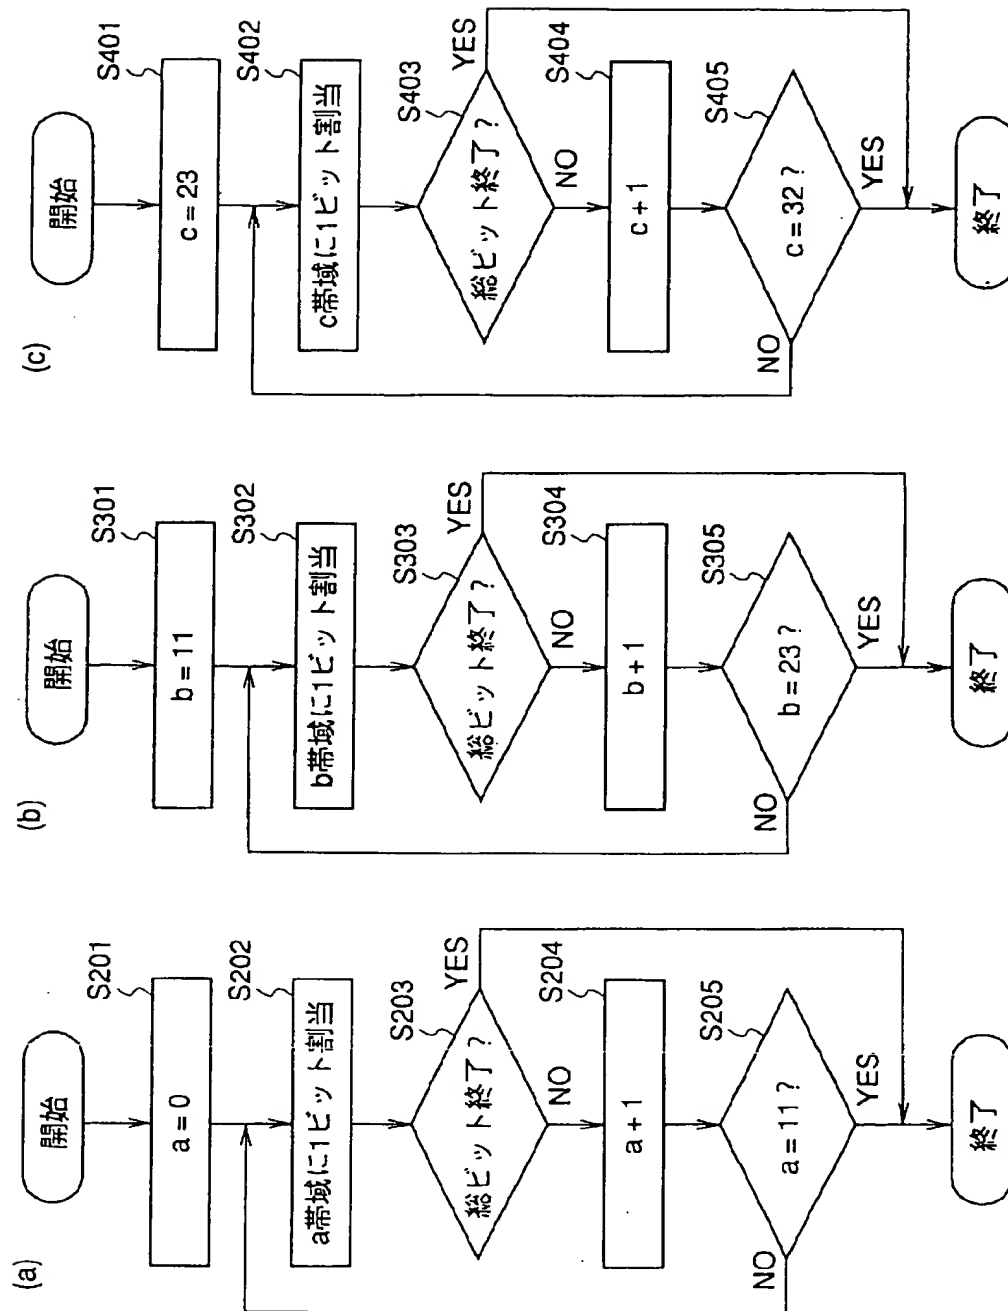 (a)
開始
S201
a=0
S202
a帯域に1ビット割当
S203
総ビット終了?
YES
NO
S204
a+1
S205
a=11?
NO
YES
終了
(b)
開始
S301
b=11
S302
b帯域に1ビット割当
S303
総ビット終了?
YES
NO
S304
b+1
S305
b=23?
NO
YES
終了
(c)
開始
S401
c=23
S402
c帯域に1ビット割当
S403
総ビット終了?
YES
NO
S404
c+1
S405
c=32?
NO
YES
終了